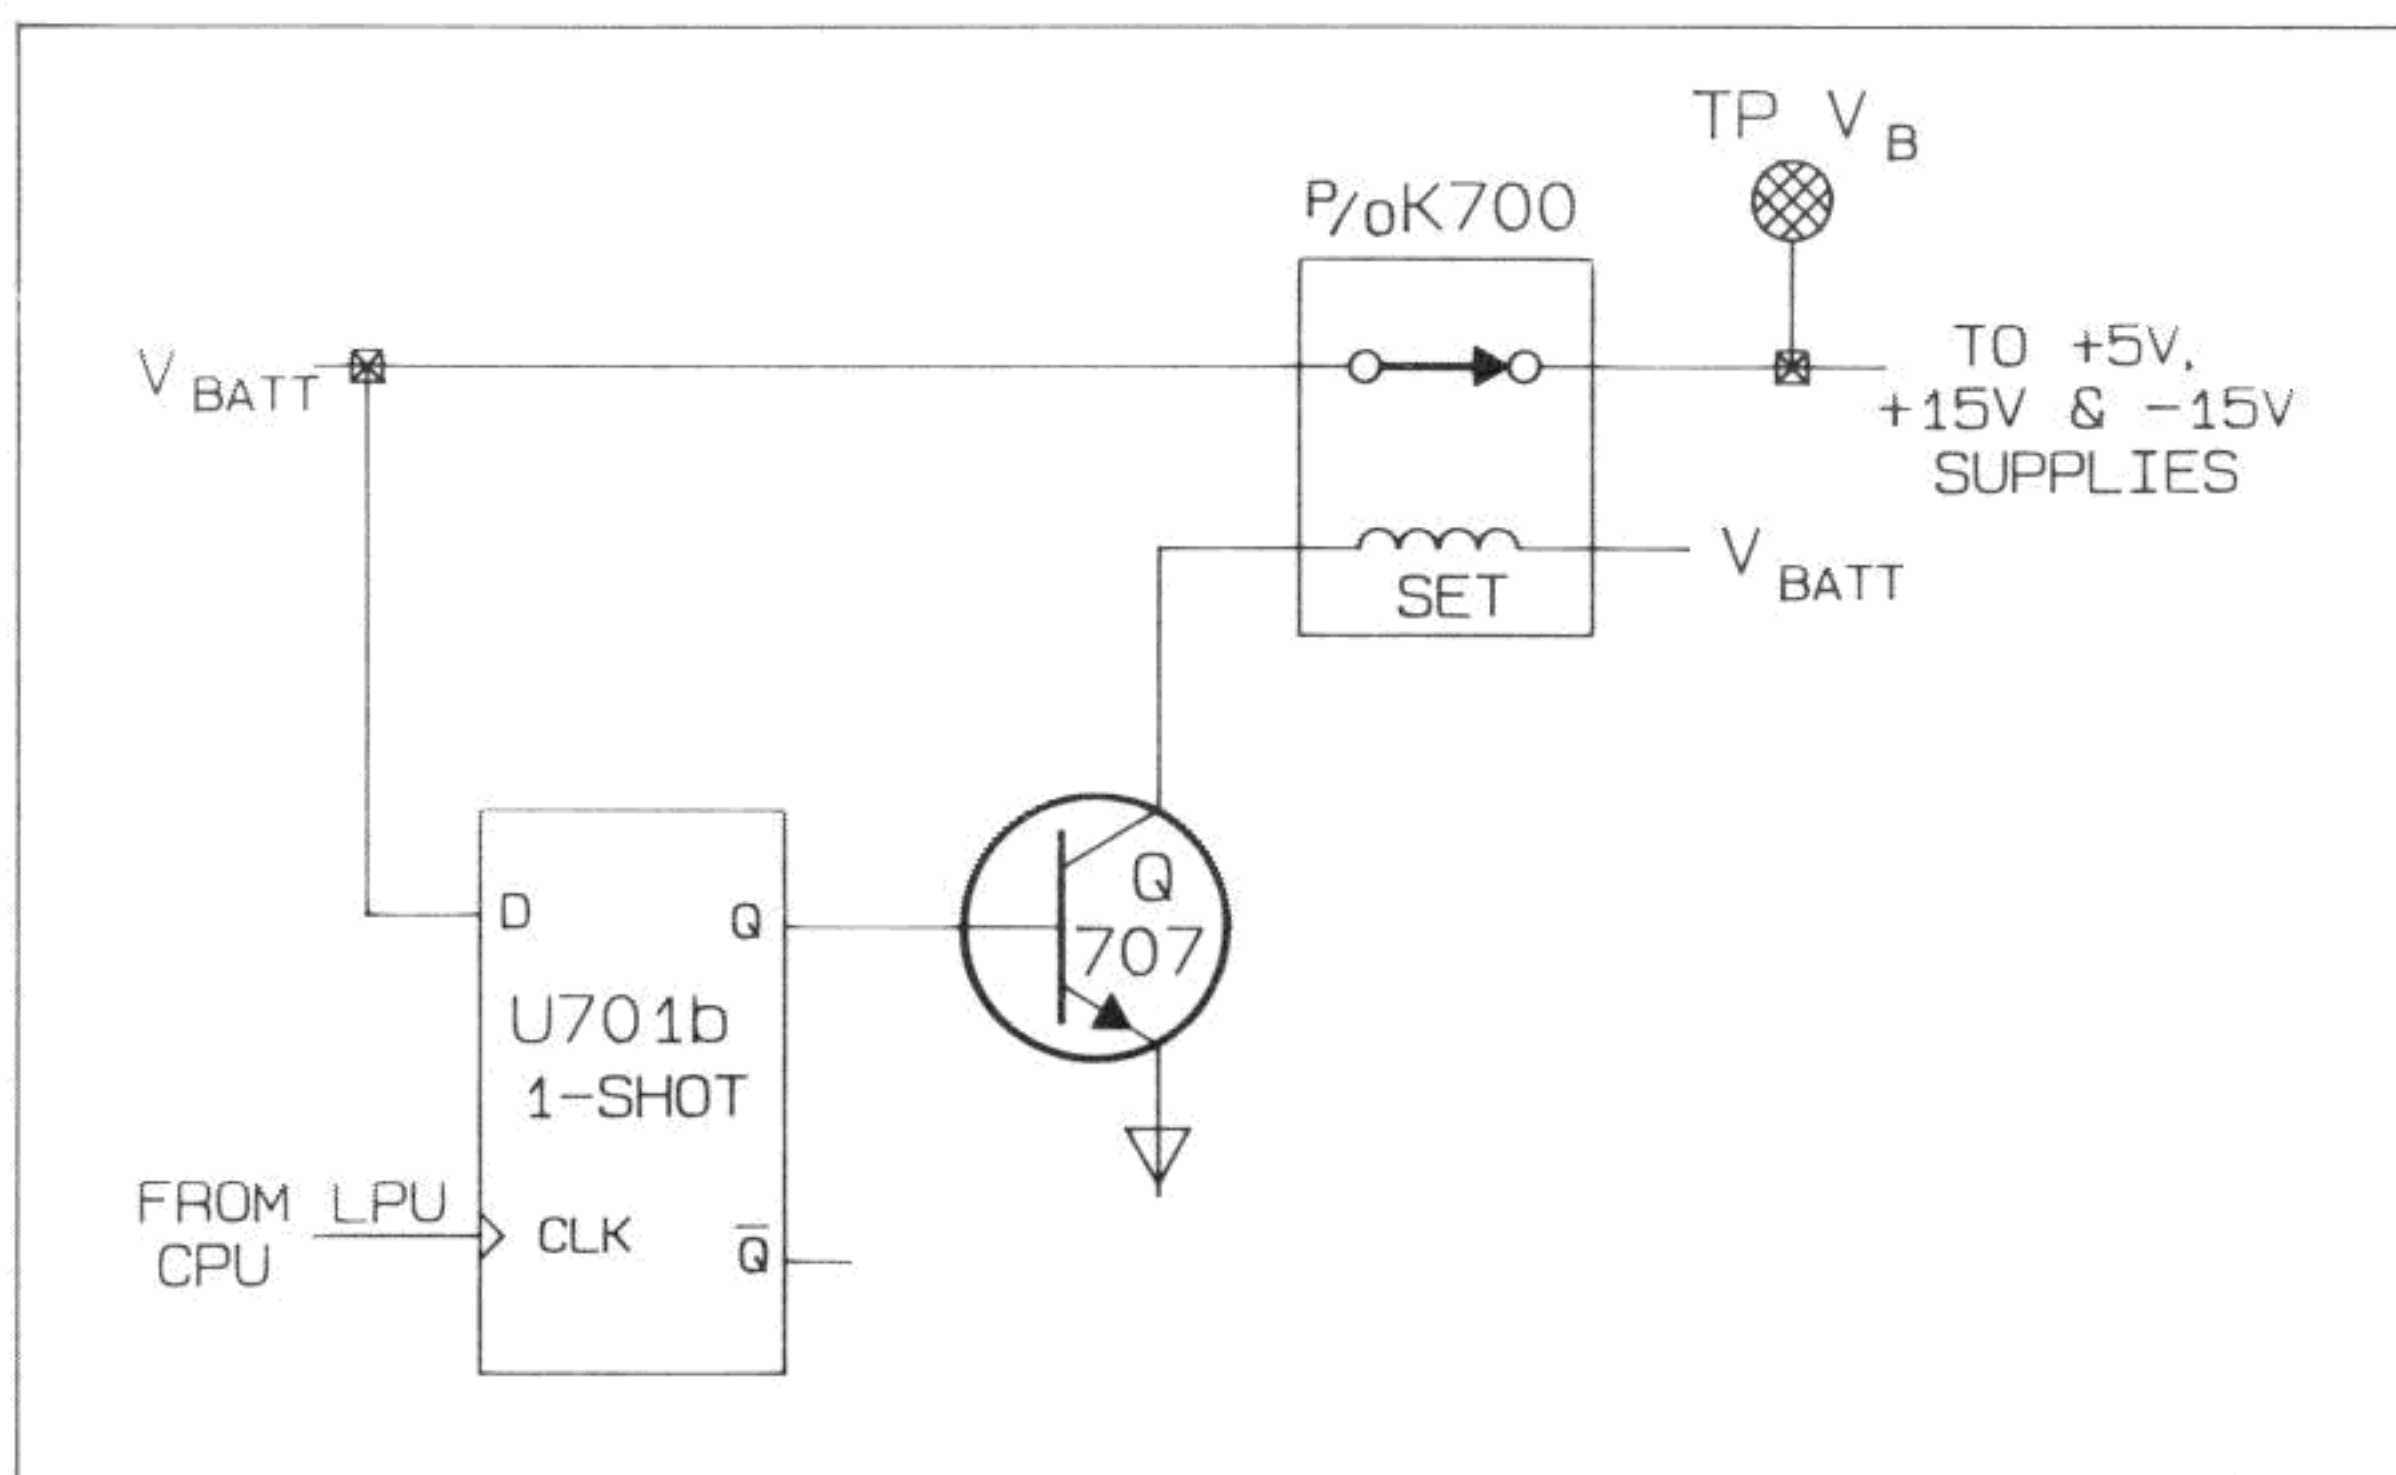 TP V B
P/oK700
V BATT
TO +5V,
+15V & -15V
SUPPLIES
V BATT
SET
D
Q
Q
707
U701b
1-SHOT
FROM LPU
CPU
CLK
Q̅